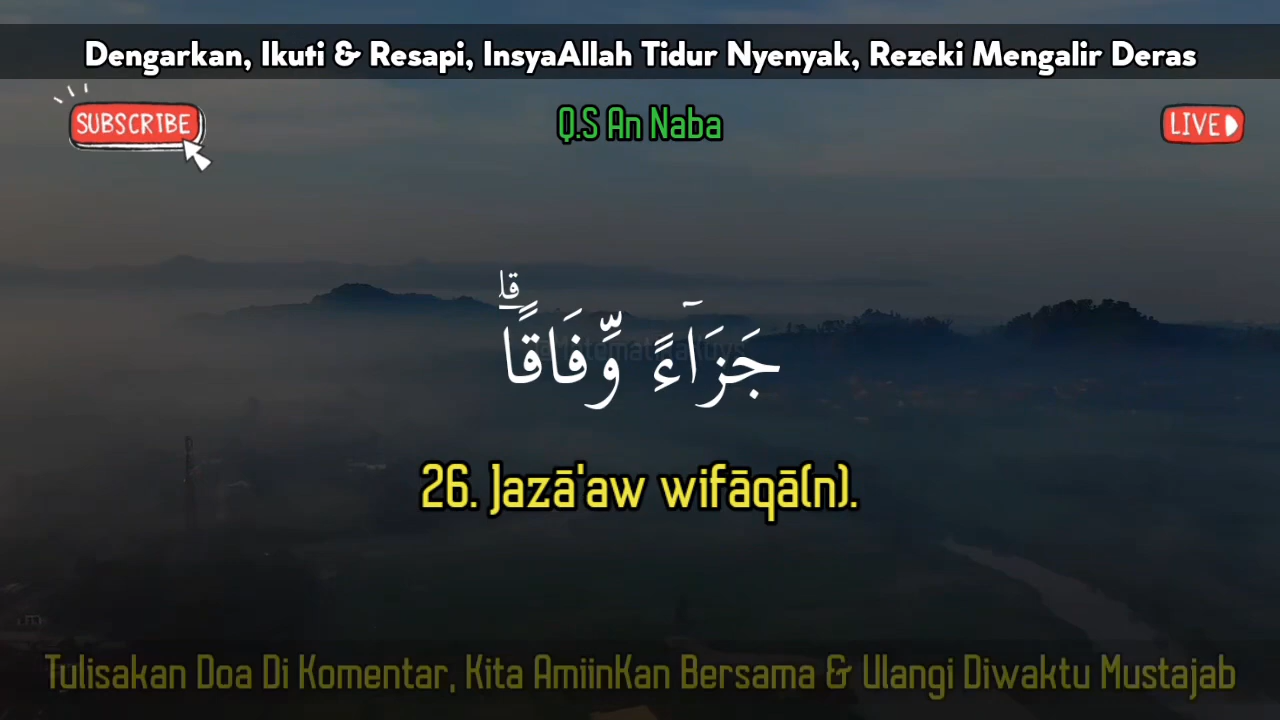 Dengarkan, Ikuti & Resapi, InsyaAllah Tidur Nyenyak, Rezeki Mengalir Deras
SUBSCRIBE
Q.S An Naba
LIVE
جَزَاۤءً وِّفَاقًاۗ
26. Jazā'aw wifāqā(n).
Tulisakan Doa Di Komentar, Kita AmiinKan Bersama & Ulangi Diwaktu Mustajab